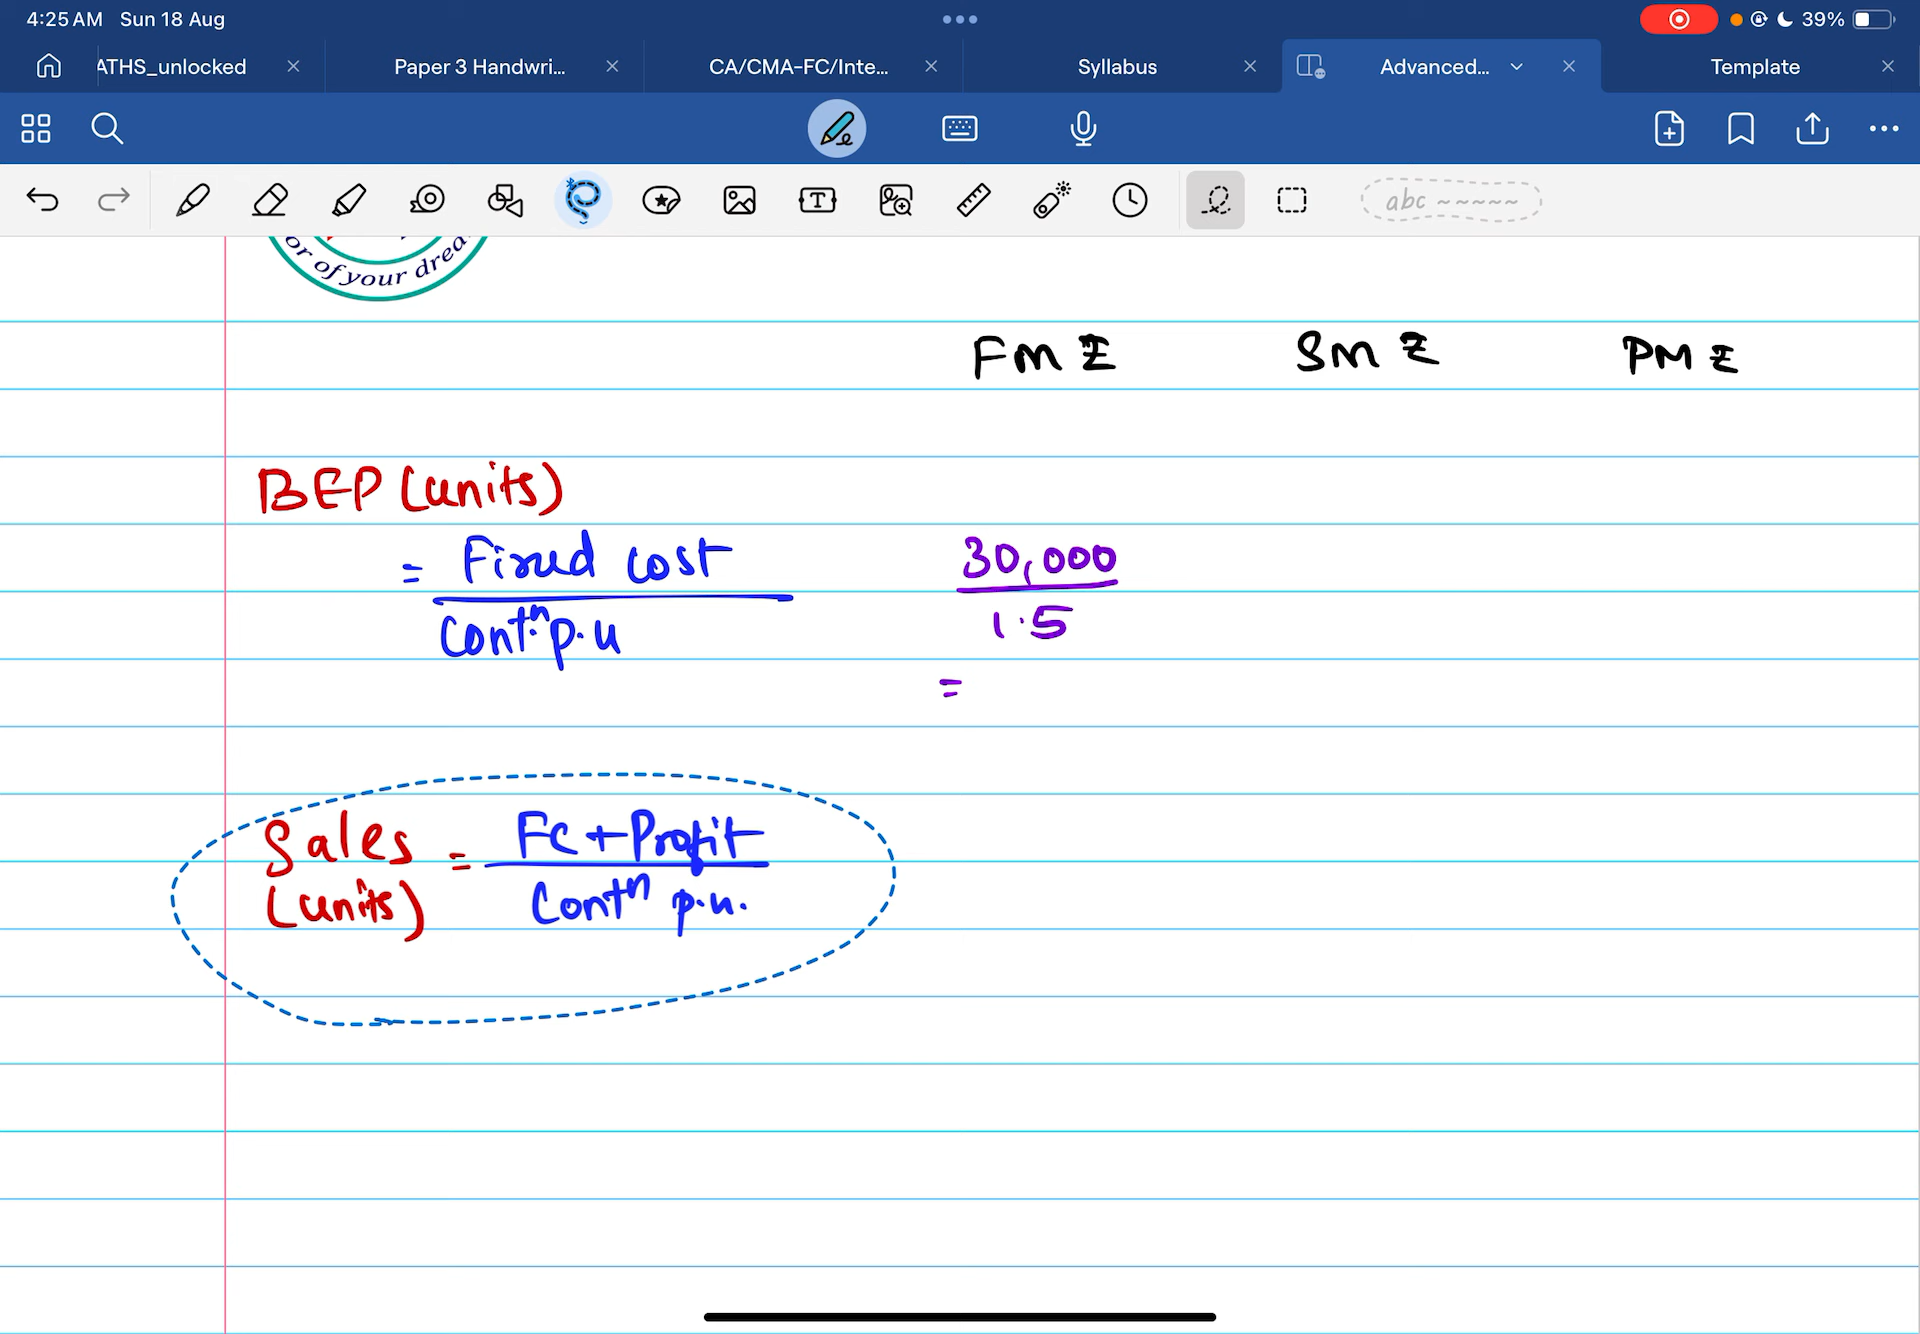 4:25 AM Sun 18 Aug
39%
ATHS_unlocked
Paper 3 Handwri...
CA/CMA-FC/Inte...
Syllabus
Advanced...
Template
abc
or of your drea
FM ₹ SM ₹ PM ₹
BEP (units)
= Fixed cost 30,000
Contn p.u 1.5
=
Sales = FC + Profit
(units) Contn p.u.